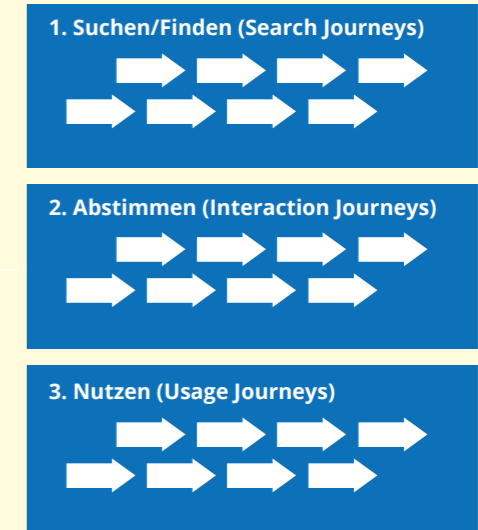 1. Suchen/Finden (Search Journeys)
2. Abstimmen (Interaction Journeys)
3. Nutzen (Usage Journeys)